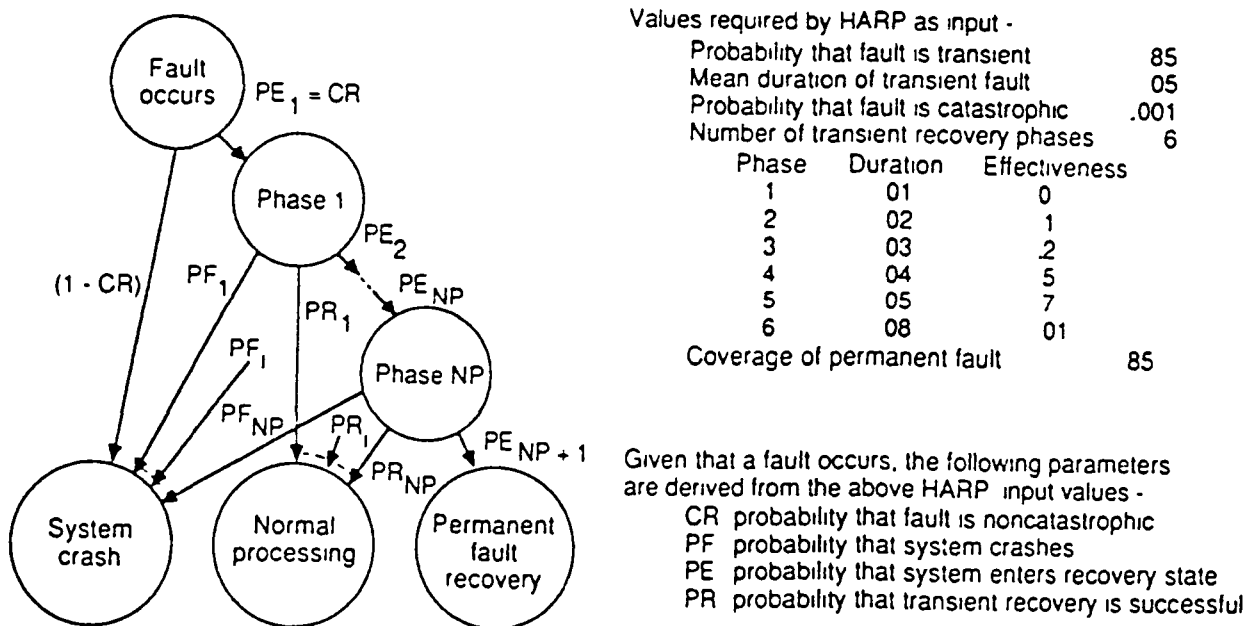 Fault
occurs
PE1 = CR
Phase 1
PE2
(1 - CR)
PF1
PR1
PENP
PFI
Phase NP
PFNP
PRI
PRNP
PENP + 1
System
crash
Normal
processing
Permanent
fault
recovery
Values required by HARP as input -
Probability that fault is transient 85
Mean duration of transient fault 05
Probability that fault is catastrophic .001
Number of transient recovery phases 6
Phase Duration Effectiveness
1 01 0
2 02 1
3 03 .2
4 04 5
5 05 7
6 08 01
Coverage of permanent fault 85
Given that a fault occurs, the following parameters
are derived from the above HARP input values -
CR probability that fault is noncatastrophic
PF probability that system crashes
PE probability that system enters recovery state
PR probability that transient recovery is successful